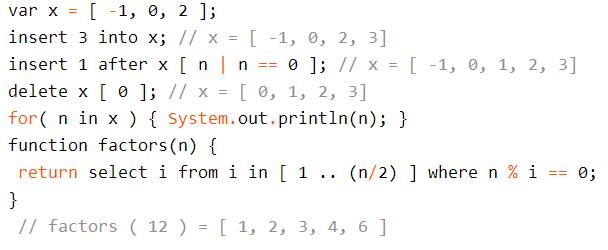 var x = [ -1, 0, 2 ];
insert 3 into x; // x = [ -1, 0, 2, 3]
insert 1 after x [ n | n == 0 ]; // x = [ -1, 0, 1, 2, 3]
delete x [ 0 ]; // x = [ 0, 1, 2, 3]
for( n in x ) { System.out.println(n); }
function factors(n) {
 return select i from i in [ 1 .. (n/2) ] where n % i == 0;
}
 // factors ( 12 ) = [ 1, 2, 3, 4, 6 ]